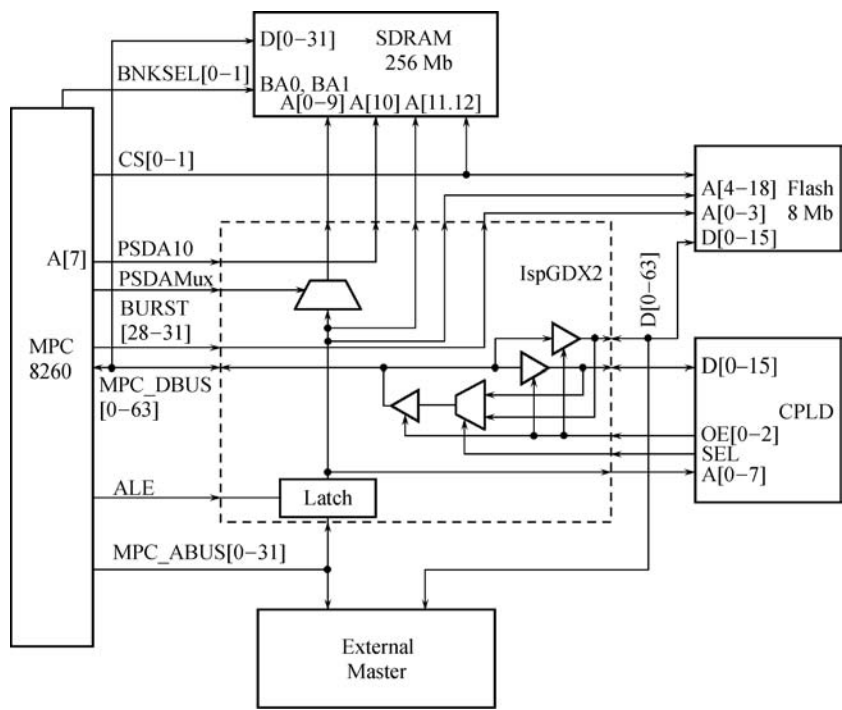 D[0−31]
SDRAM
256 Mb
BNKSEL[0−1]
BA0, BA1
A[0−9] A[10] A[11.12]
CS[0−1]
A[4−18] Flash
A[0−3] 8 Mb
D[0−15]
A[7]
PSDA10
IspGDX2
D[0−63]
PSDAMux
BURST
[28−31]
MPC
8260
MPC_DBUS
[0−63]
D[0−15]
CPLD
OE[0−2]
SEL
A[0−7]
ALE
Latch
MPC_ABUS[0−31]
External
Master